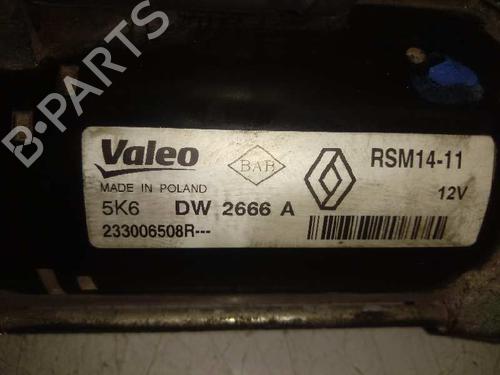 B-PARTS
Valeo
BAB
RSM14-11
MADE IN POLAND
12V
5K6 DW 2666 A
233006508R---